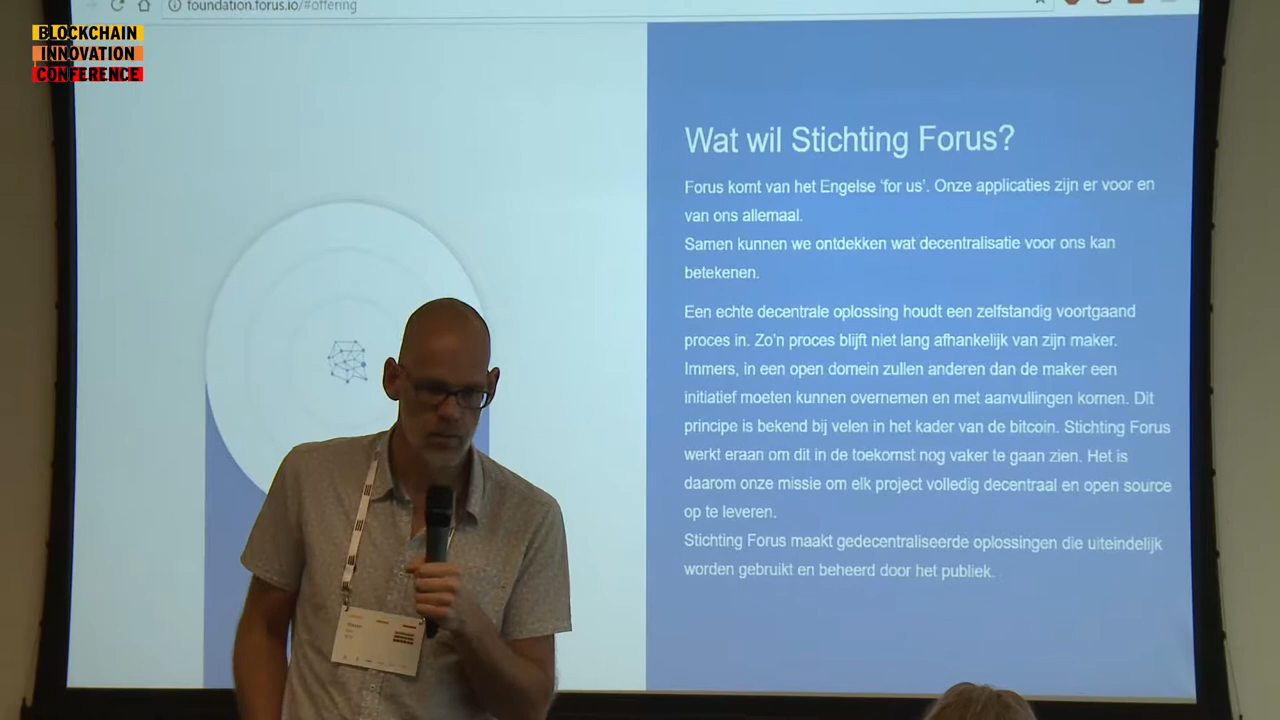 foundation.forus.io/#offering
BLOCKCHAIN
INNOVATION
CONFERENCE
Wat wil Stichting Forus?
Forus komt van het Engelse ‘for us’. Onze applicaties zijn er voor en
van ons allemaal.
Samen kunnen we ontdekken wat decentralisatie voor ons kan
betekenen.
Een echte decentrale oplossing houdt een zelfstandig voortgaand
proces in. Zo’n proces blijft niet lang afhankelijk van zijn maker.
Immers, in een open domein zullen anderen dan de maker een
initiatief moeten kunnen overnemen en met aanvullingen komen. Dit
principe is bekend bij velen in het kader van de bitcoin. Stichting Forus
werkt eraan om dit in de toekomst nog vaker te gaan zien. Het is
daarom onze missie om elk project volledig decentraal en open source
op te leveren.
Stichting Forus maakt gedecentraliseerde oplossingen die uiteindelijk
worden gebruikt en beheerd door het publiek.